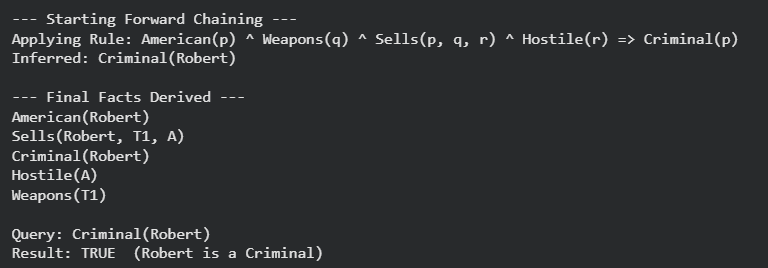 --- Starting Forward Chaining ---
Applying Rule: American(p) ^ Weapons(q) ^ Sells(p, q, r) ^ Hostile(r) => Criminal(p)
Inferred: Criminal(Robert)
--- Final Facts Derived ---
American(Robert)
Sells(Robert, T1, A)
Criminal(Robert)
Hostile(A)
Weapons(T1)
Query: Criminal(Robert)
Result: TRUE  (Robert is a Criminal)